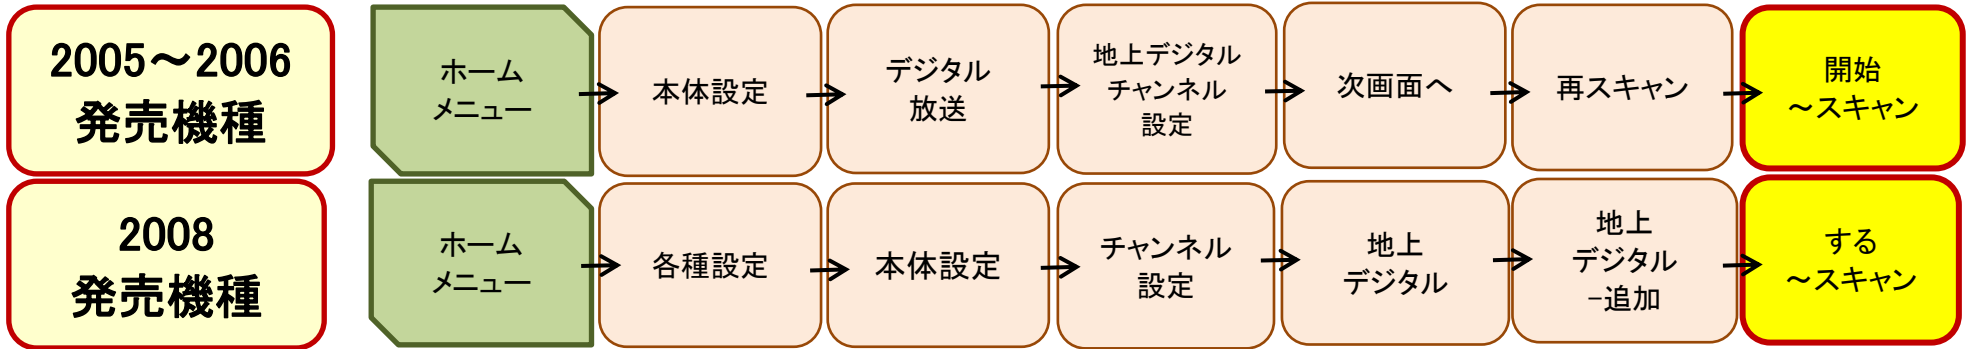 2005～2006
発売機種
ホーム
メニュー
本体設定
デジタル
放送
地上デジタル
チャンネル
設定
次画面へ
再スキャン
開始
～スキャン
2008
発売機種
ホーム
メニュー
各種設定
本体設定
チャンネル
設定
地上
デジタル
地上
デジタル
-追加
する
～スキャン